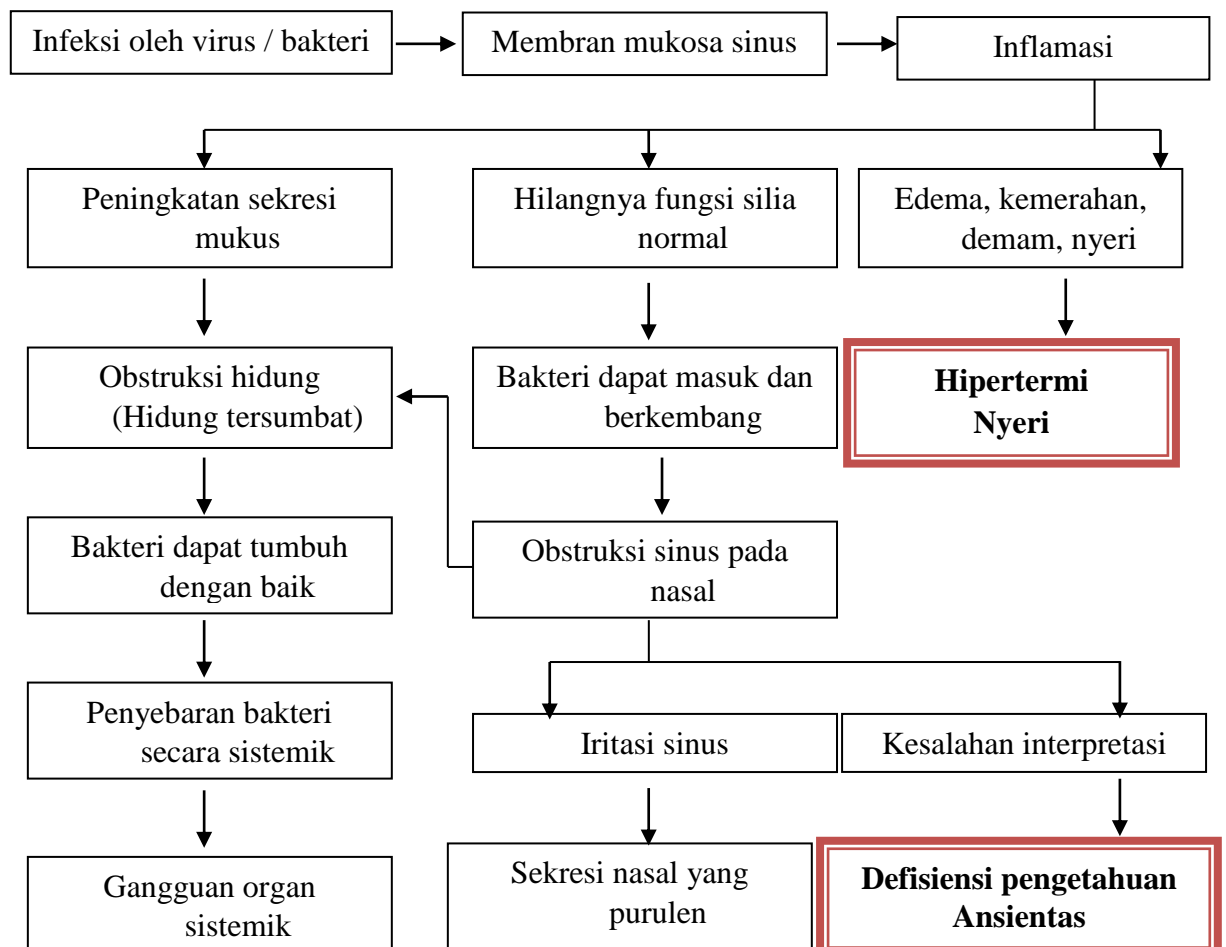 Infeksi oleh virus / bakteri
Membran mukosa sinus
Inflamasi
Peningkatan sekresi
mukus
Hilangnya fungsi silia
normal
Edema, kemerahan,
demam, nyeri
Obstruksi hidung
(Hidung tersumbat)
Bakteri dapat masuk dan
berkembang
Hipertermi
Nyeri
Bakteri dapat tumbuh
dengan baik
Obstruksi sinus pada
nasal
Penyebaran bakteri
secara sistemik
Iritasi sinus
Kesalahan interpretasi
Gangguan organ
sistemik
Sekresi nasal yang
purulen
Defisiensi pengetahuan
Ansientas